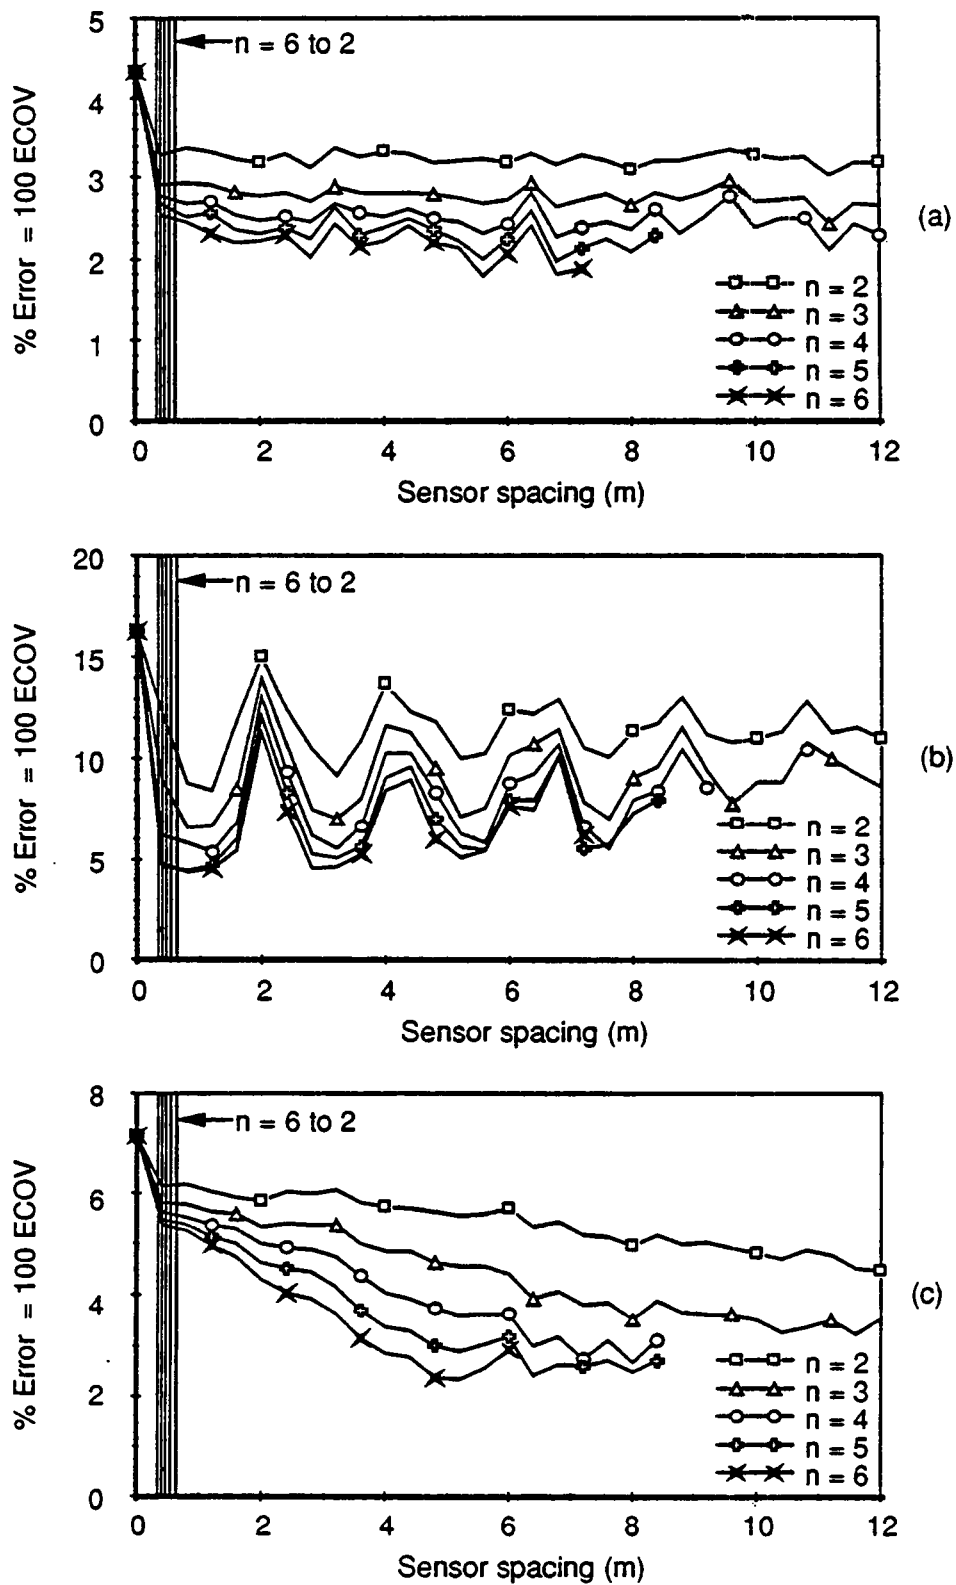 5
4
3
2
1
0
% Error = 100 ECOV
n = 6 to 2
n = 2
n = 3
n = 4
n = 5
n = 6
0 2 4 6 8 10 12
Sensor spacing (m)
(a)
20
15
10
5
0
% Error = 100 ECOV
n = 6 to 2
n = 2
n = 3
n = 4
n = 5
n = 6
0 2 4 6 8 10 12
Sensor spacing (m)
(b)
8
6
4
2
0
% Error = 100 ECOV
n = 6 to 2
n = 2
n = 3
n = 4
n = 5
n = 6
0 2 4 6 8 10 12
Sensor spacing (m)
(c)